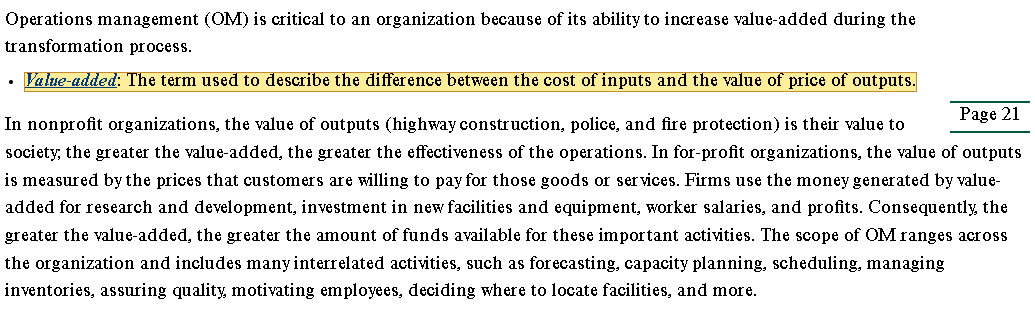 Operations management (OM) is critical to an organization because of its ability to increase value-added during the
transformation process.
• Value-added: The term used to describe the difference between the cost of inputs and the value of price of outputs.
Page 21
In nonprofit organizations, the value of outputs (highway construction, police, and fire protection) is their value to
society; the greater the value-added, the greater the effectiveness of the operations. In for-profit organizations, the value of outputs
is measured by the prices that customers are willing to pay for those goods or services. Firms use the money generated by value-
added for research and development, investment in new facilities and equipment, worker salaries, and profits. Consequently, the
greater the value-added, the greater the amount of funds available for these important activities. The scope of OM ranges across
the organization and includes many interrelated activities, such as forecasting, capacity planning, scheduling, managing
inventories, assuring quality, motivating employees, deciding where to locate facilities, and more.